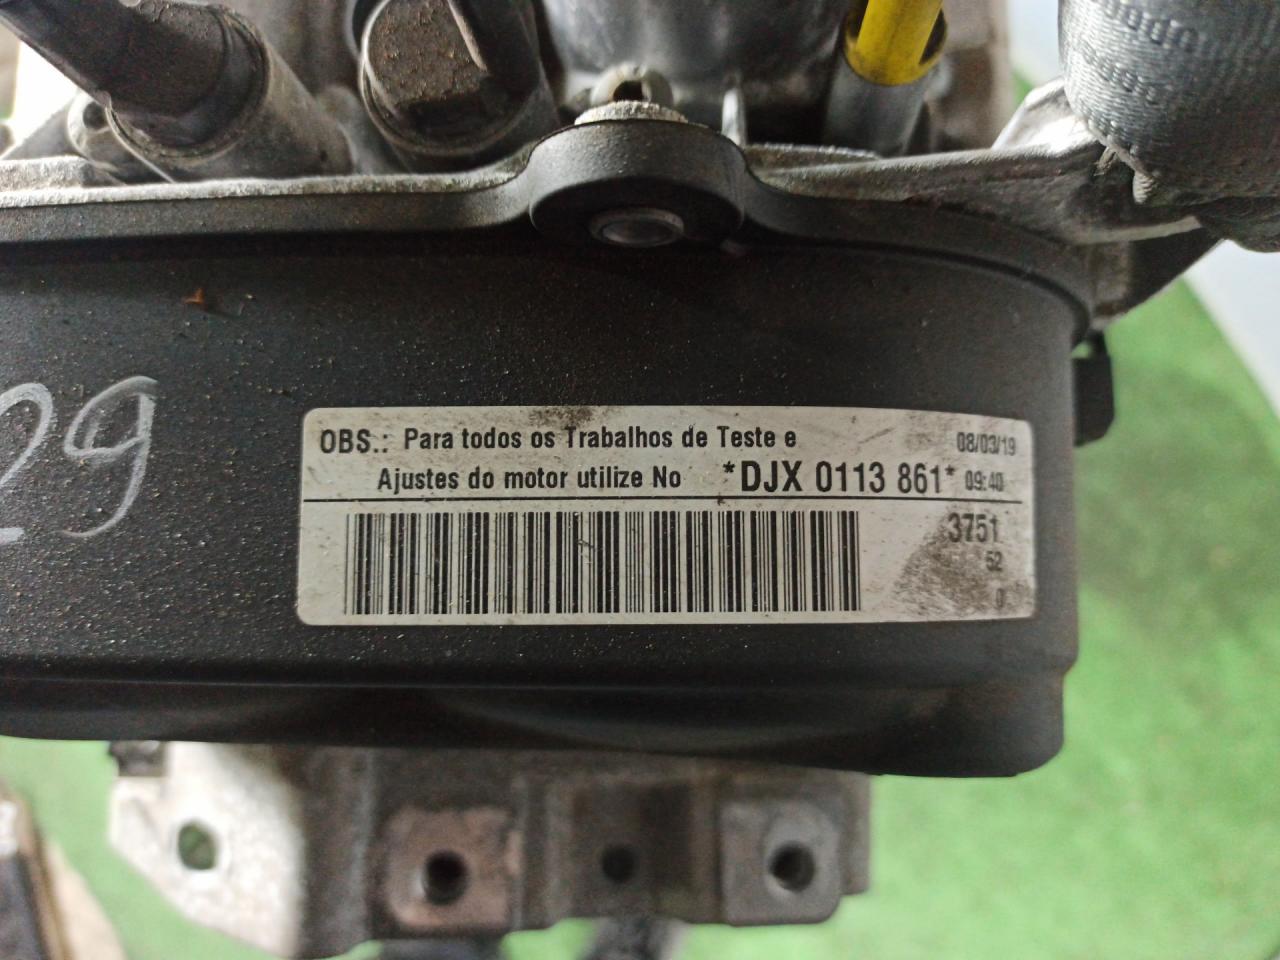 29
OBS.: Para todos os Trabalhos de Teste e 08/03/19
Ajustes do motor utilize No *DJX 0113 861* 09:40
3751
52
0